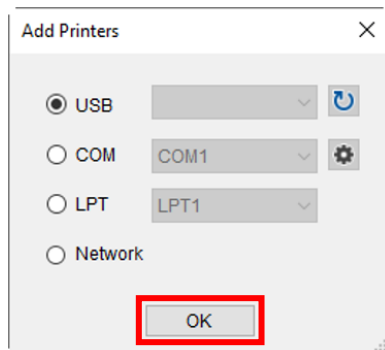 Add Printers
USB
COM COM1
LPT LPT1
Network
OK